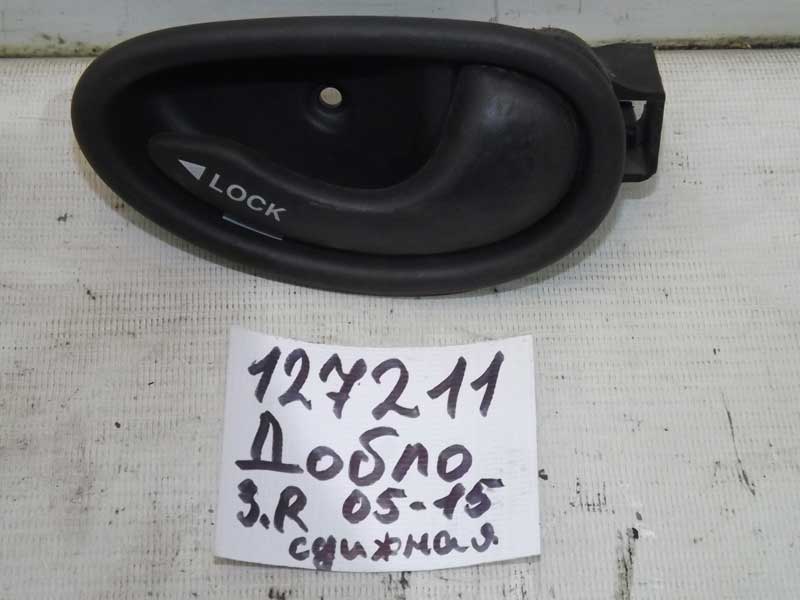 LOCK
127211
Добло
З.R 05-15
сдвижная